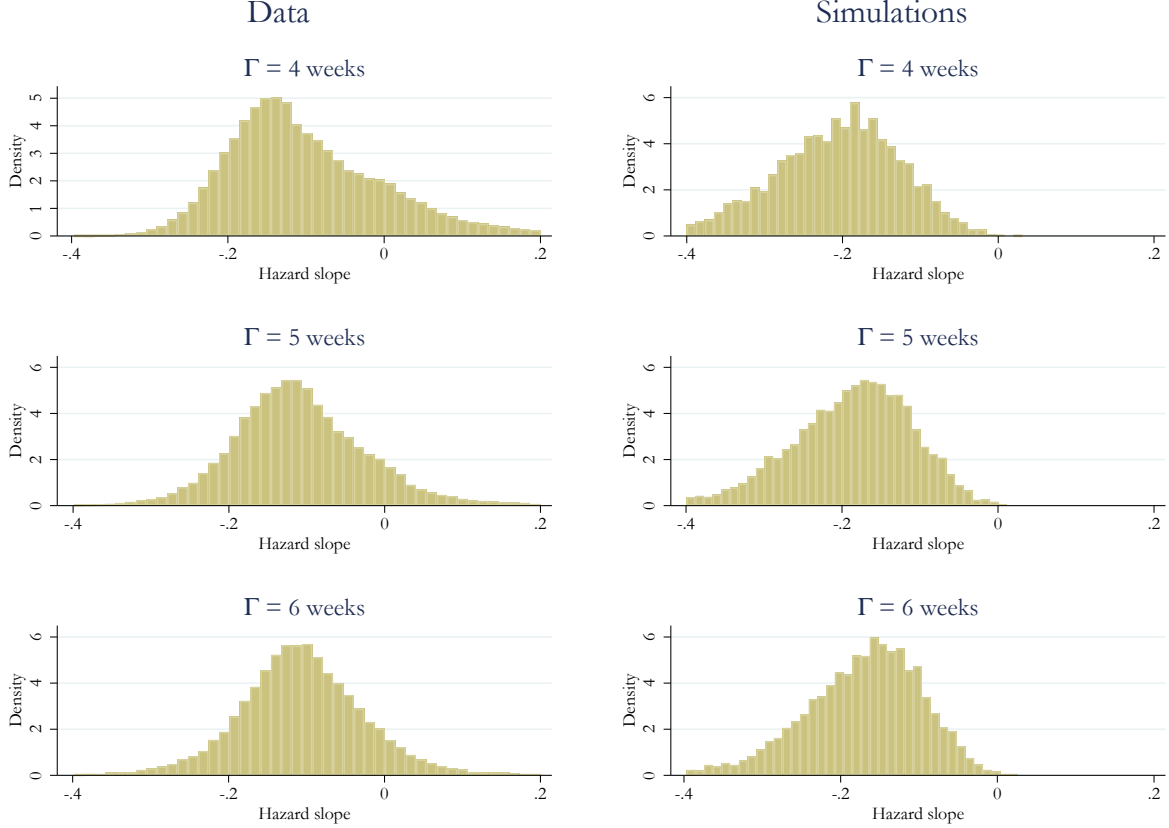 Data
Simulations
Γ = 4 weeks
Γ = 4 weeks
Density
0 1 2 3 4 5
-.4 -.2 0 .2
Hazard slope
Density
0 2 4 6
-.4 -.2 0 .2
Hazard slope
Γ = 5 weeks
Γ = 5 weeks
Density
0 2 4 6
-.4 -.2 0 .2
Hazard slope
Density
0 2 4 6
-.4 -.2 0 .2
Hazard slope
Γ = 6 weeks
Γ = 6 weeks
Density
0 2 4 6
-.4 -.2 0 .2
Hazard slope
Density
0 2 4 6
-.4 -.2 0 .2
Hazard slope